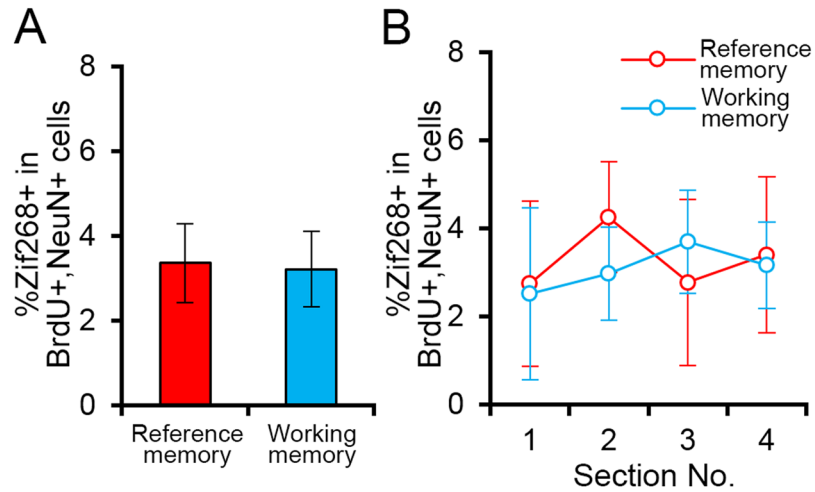 A
%Zif268+ in
BrdU+, NeuN+ cells
8
6
4
2
0
Reference
memory
Working
memory
B
%Zif268+ in
BrdU+, NeuN+ cells
8
6
4
2
0
Reference
memory
Working
memory
1 2 3 4
Section No.